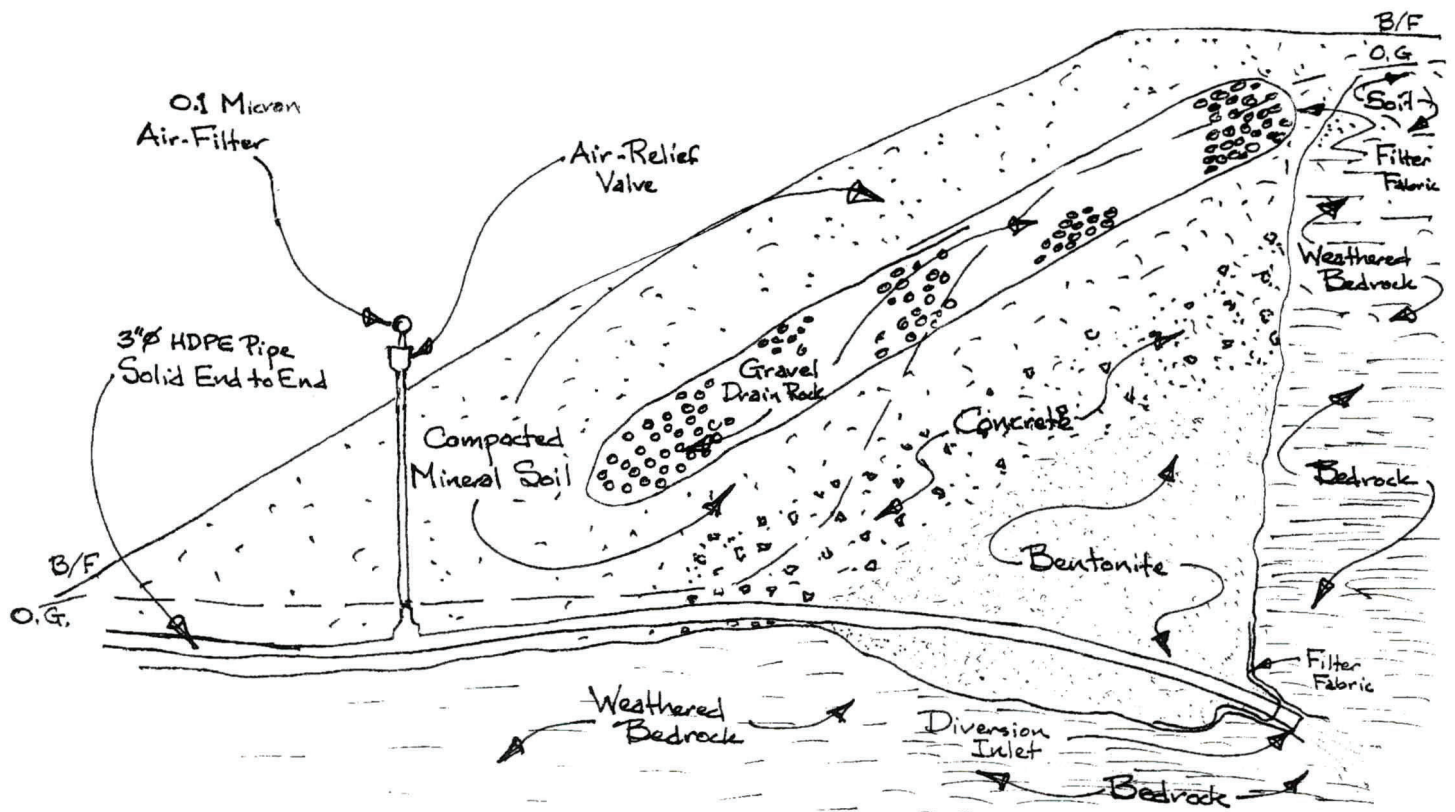 B/F
O.G
Soil
Filter
Fabric
Weathered
Bedrock
Bedrock
0.1 Micron
Air-Filter
Air-Relief
Valve
3"Ø HDPE Pipe
Solid End to End
Gravel
Drain Rock
Compacted
Mineral Soil
Concrete
Bentonite
B/F
O.G.
Filter
Fabric
Weathered
Bedrock
Diversion
Inlet
Bedrock